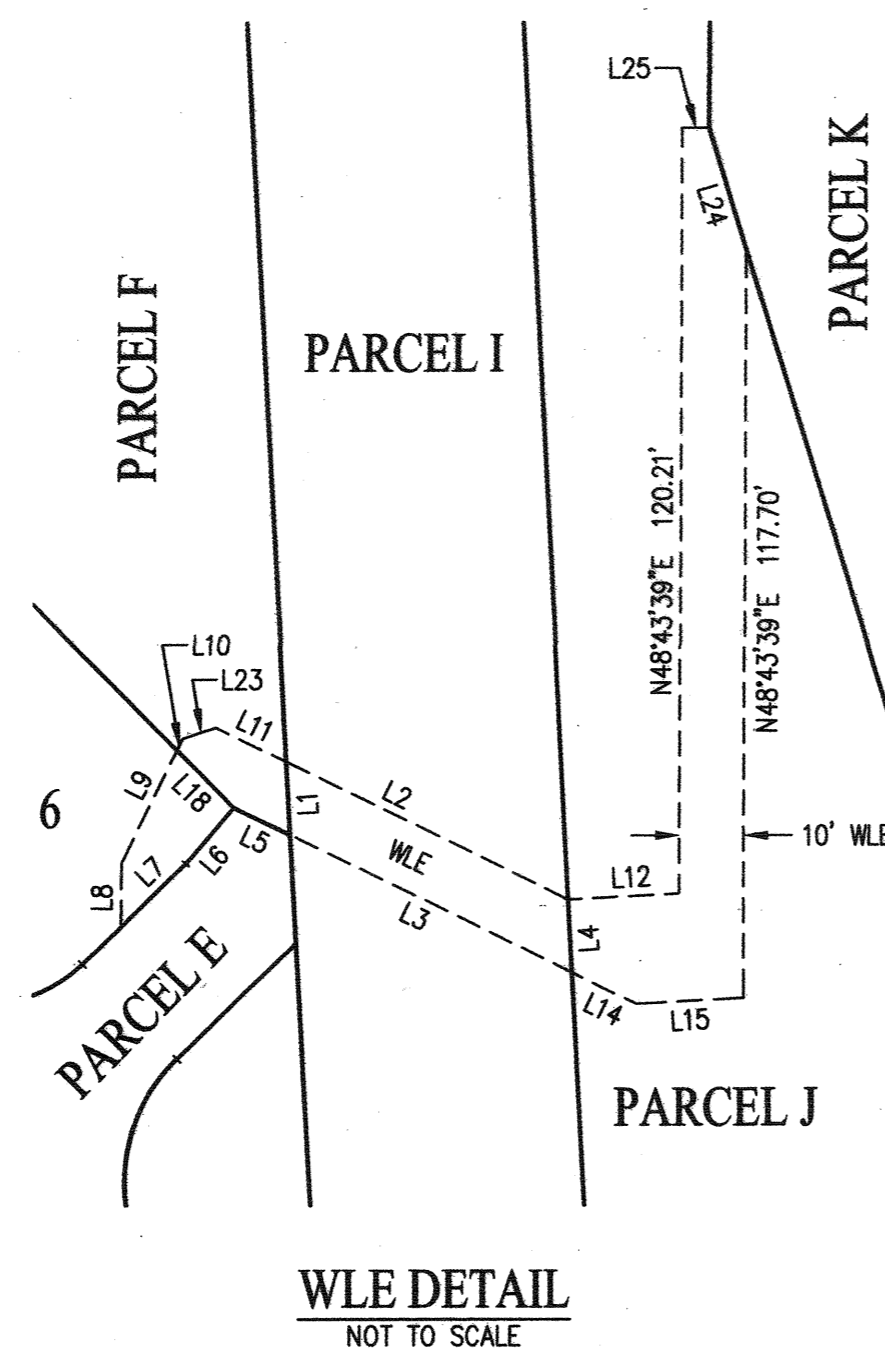 L25
PARCEL K
L24
PARCEL F
PARCEL I
N48°43'39"E 120.21'
N48°43'39"E 117.70'
L10
L23
L11
L9
L18
L1
L2
6
L5
WLE
10' WLE
L7
L6
L8
L3
L12
L4
PARCEL E
L14
L15
PARCEL J
WLE DETAIL
NOT TO SCALE